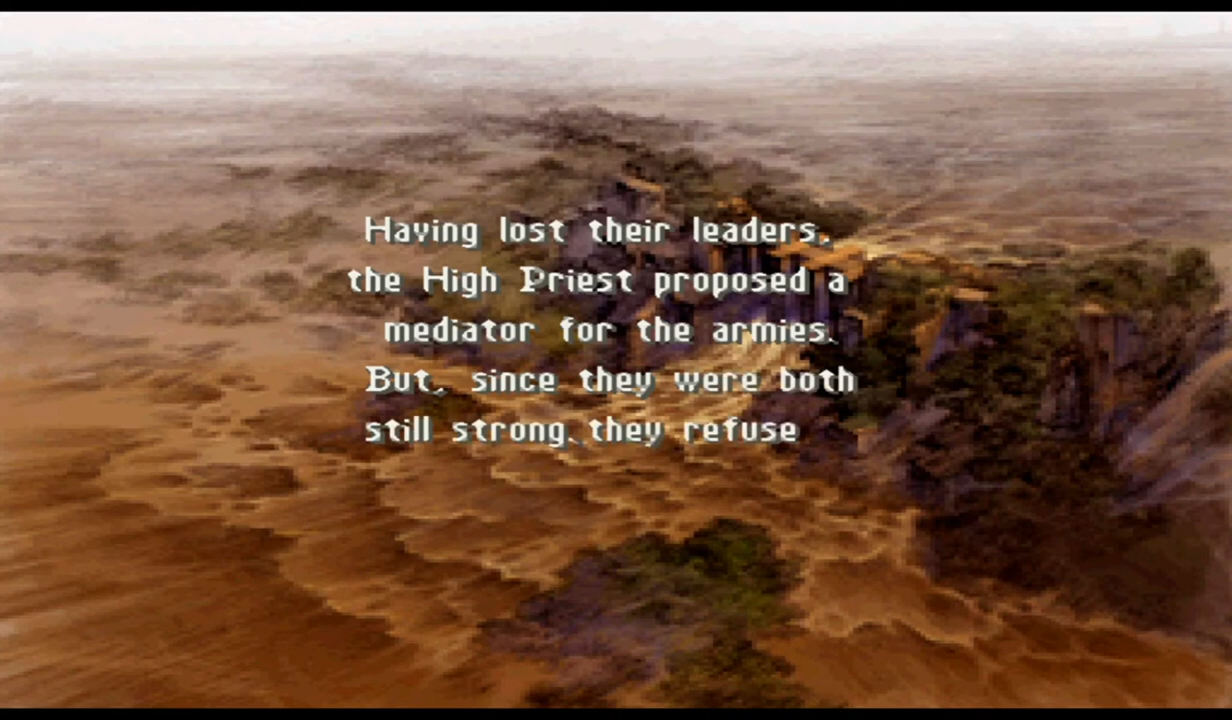 Having lost their leaders,
the High Priest proposed a
mediator for the armies.
But, since they were both
still strong, they refuse